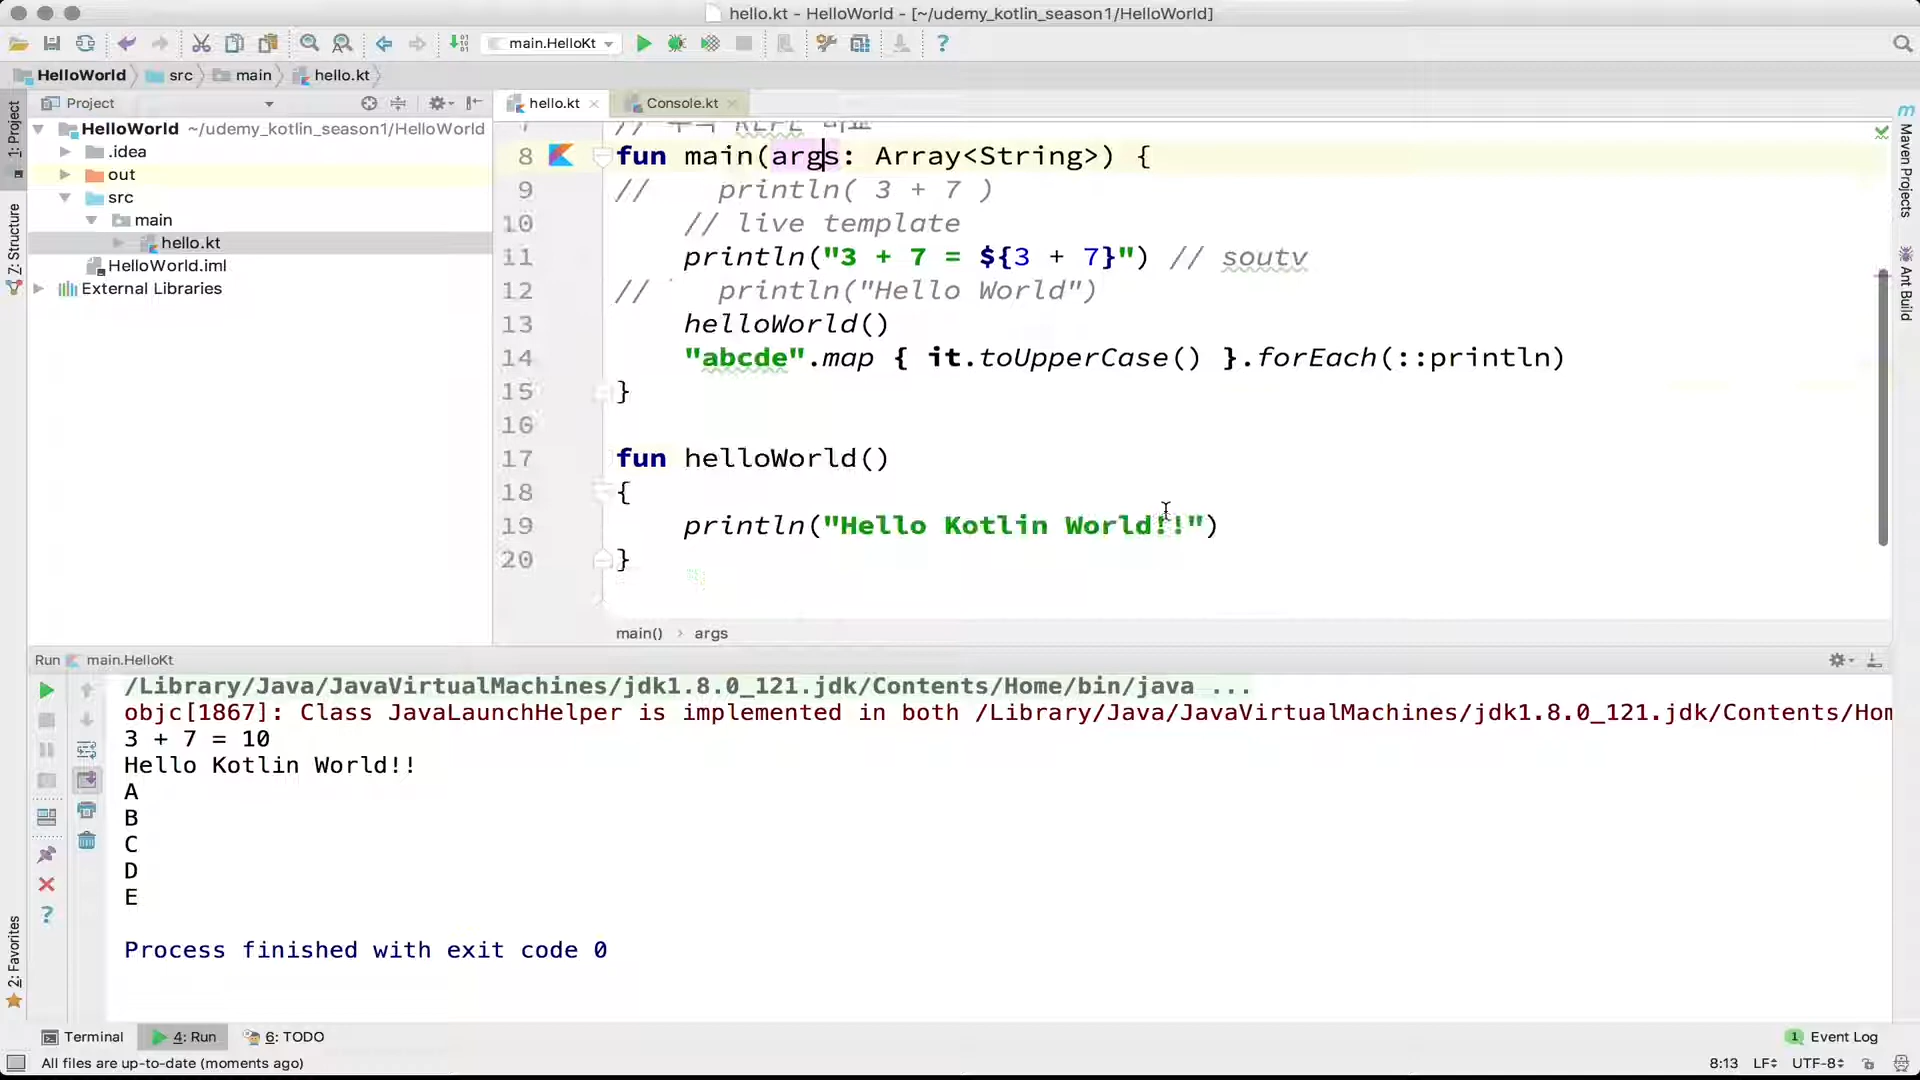 hello.kt - HelloWorld - [~/udemy_kotlin_season1/HelloWorld]
main.HelloKt
HelloWorld src main hello.kt
1: Project
Z: Structure
2: Favorites
Project
HelloWorld ~/udemy_kotlin_season1/HelloWorld
.idea
out
src
main
hello.kt
HelloWorld.iml
External Libraries
hello.kt Console.kt
8 fun main(args: Array<String>) {
9 // println( 3 + 7 )
10 // live template
11 println("3 + 7 = ${3 + 7}") // soutv
12 // println("Hello World")
13 helloWorld()
14 "abcde".map { it.toUpperCase() }.forEach(::println)
15 }
16
17 fun helloWorld()
18 {
19 println("Hello Kotlin World!!")
20 }
main() › args
Maven Projects
Ant Build
Run main.HelloKt
/Library/Java/JavaVirtualMachines/jdk1.8.0_121.jdk/Contents/Home/bin/java ...
objc[1867]: Class JavaLaunchHelper is implemented in both /Library/Java/JavaVirtualMachines/jdk1.8.0_121.jdk/Contents/Hom
3 + 7 = 10
Hello Kotlin World!!
A
B
C
D
E
Process finished with exit code 0
Terminal 4: Run 6: TODO 1 Event Log
All files are up-to-date (moments ago) 8:13 LF UTF-8